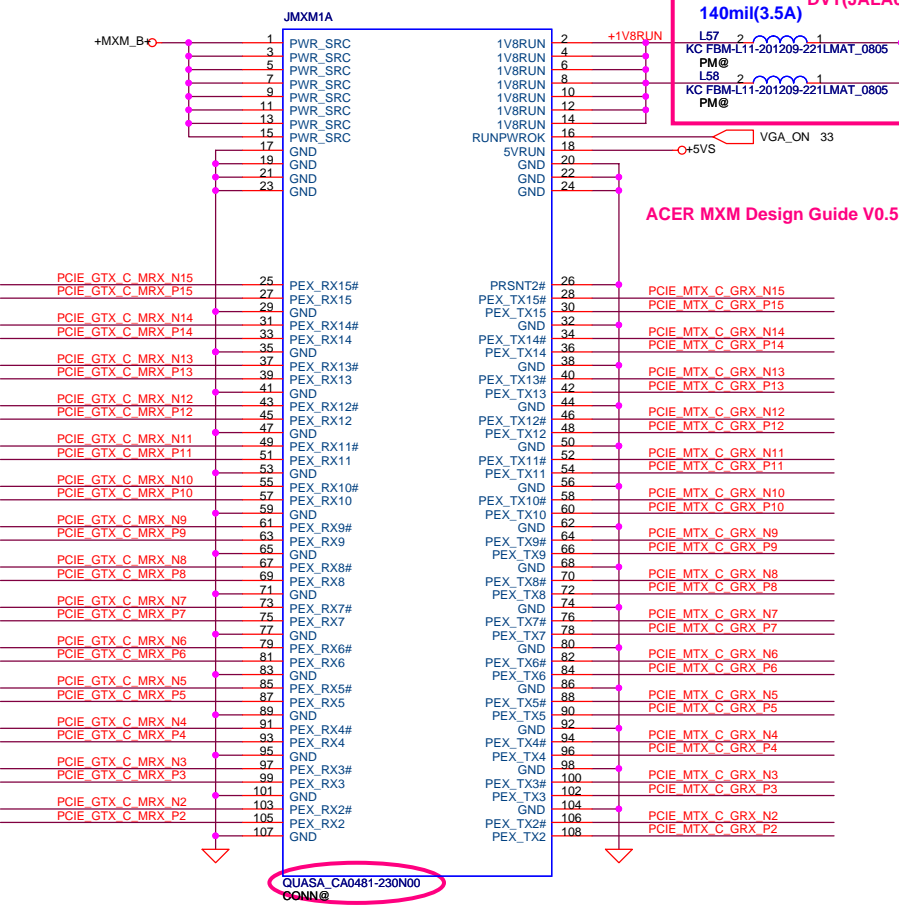 DVT(JALA0
140mil(3.5A)
JMXM1A
+MXM_B+
+1V8RUN
L57 2 1
KC FBM-L11-201209-221LMAT_0805
PM@
L58 2 1
KC FBM-L11-201209-221LMAT_0805
PM@
1 PWR_SRC 1V8RUN 2
3 PWR_SRC 1V8RUN 4
5 PWR_SRC 1V8RUN 6
7 PWR_SRC 1V8RUN 8
9 PWR_SRC 1V8RUN 10
11 PWR_SRC 1V8RUN 12
13 PWR_SRC 1V8RUN 14
15 PWR_SRC RUNPWROK 16 VGA_ON 33
17 GND 5VRUN 18 +5VS
19 GND GND 20
21 GND GND 22
23 GND GND 24
ACER MXM Design Guide V0.5
PCIE_GTX_C_MRX_N15 25 PEX_RX15# PRSNT2# 26
PCIE_GTX_C_MRX_P15 27 PEX_RX15 PEX_TX15# 28 PCIE_MTX_C_GRX_N15
29 GND PEX_TX15 30 PCIE_MTX_C_GRX_P15
PCIE_GTX_C_MRX_N14 31 PEX_RX14# GND 32
PCIE_GTX_C_MRX_P14 33 PEX_RX14 PEX_TX14# 34 PCIE_MTX_C_GRX_N14
35 GND PEX_TX14 36 PCIE_MTX_C_GRX_P14
PCIE_GTX_C_MRX_N13 37 PEX_RX13# GND 38
PCIE_GTX_C_MRX_P13 39 PEX_RX13 PEX_TX13# 40 PCIE_MTX_C_GRX_N13
41 GND PEX_TX13 42 PCIE_MTX_C_GRX_P13
PCIE_GTX_C_MRX_N12 43 PEX_RX12# GND 44
PCIE_GTX_C_MRX_P12 45 PEX_RX12 PEX_TX12# 46 PCIE_MTX_C_GRX_N12
47 GND PEX_TX12 48 PCIE_MTX_C_GRX_P12
PCIE_GTX_C_MRX_N11 49 PEX_RX11# GND 50
PCIE_GTX_C_MRX_P11 51 PEX_RX11 PEX_TX11# 52 PCIE_MTX_C_GRX_N11
53 GND PEX_TX11 54 PCIE_MTX_C_GRX_P11
PCIE_GTX_C_MRX_N10 55 PEX_RX10# GND 56
PCIE_GTX_C_MRX_P10 57 PEX_RX10 PEX_TX10# 58 PCIE_MTX_C_GRX_N10
59 GND PEX_TX10 60 PCIE_MTX_C_GRX_P10
PCIE_GTX_C_MRX_N9 61 PEX_RX9# GND 62
PCIE_GTX_C_MRX_P9 63 PEX_RX9 PEX_TX9# 64 PCIE_MTX_C_GRX_N9
65 GND PEX_TX9 66 PCIE_MTX_C_GRX_P9
PCIE_GTX_C_MRX_N8 67 PEX_RX8# GND 68
PCIE_GTX_C_MRX_P8 69 PEX_RX8 PEX_TX8# 70 PCIE_MTX_C_GRX_N8
71 GND PEX_TX8 72 PCIE_MTX_C_GRX_P8
PCIE_GTX_C_MRX_N7 73 PEX_RX7# GND 74
PCIE_GTX_C_MRX_P7 75 PEX_RX7 PEX_TX7# 76 PCIE_MTX_C_GRX_N7
77 GND PEX_TX7 78 PCIE_MTX_C_GRX_P7
PCIE_GTX_C_MRX_N6 79 PEX_RX6# GND 80
PCIE_GTX_C_MRX_P6 81 PEX_RX6 PEX_TX6# 82 PCIE_MTX_C_GRX_N6
83 GND PEX_TX6 84 PCIE_MTX_C_GRX_P6
PCIE_GTX_C_MRX_N5 85 PEX_RX5# GND 86
PCIE_GTX_C_MRX_P5 87 PEX_RX5 PEX_TX5# 88 PCIE_MTX_C_GRX_N5
89 GND PEX_TX5 90 PCIE_MTX_C_GRX_P5
PCIE_GTX_C_MRX_N4 91 PEX_RX4# GND 92
PCIE_GTX_C_MRX_P4 93 PEX_RX4 PEX_TX4# 94 PCIE_MTX_C_GRX_N4
95 GND PEX_TX4 96 PCIE_MTX_C_GRX_P4
PCIE_GTX_C_MRX_N3 97 PEX_RX3# GND 98
PCIE_GTX_C_MRX_P3 99 PEX_RX3 PEX_TX3# 100 PCIE_MTX_C_GRX_N3
101 GND PEX_TX3 102 PCIE_MTX_C_GRX_P3
PCIE_GTX_C_MRX_N2 103 PEX_RX2# GND 104
PCIE_GTX_C_MRX_P2 105 PEX_RX2 PEX_TX2# 106 PCIE_MTX_C_GRX_N2
107 GND PEX_TX2 108 PCIE_MTX_C_GRX_P2
QUASA_CA0481-230N00
CONN@